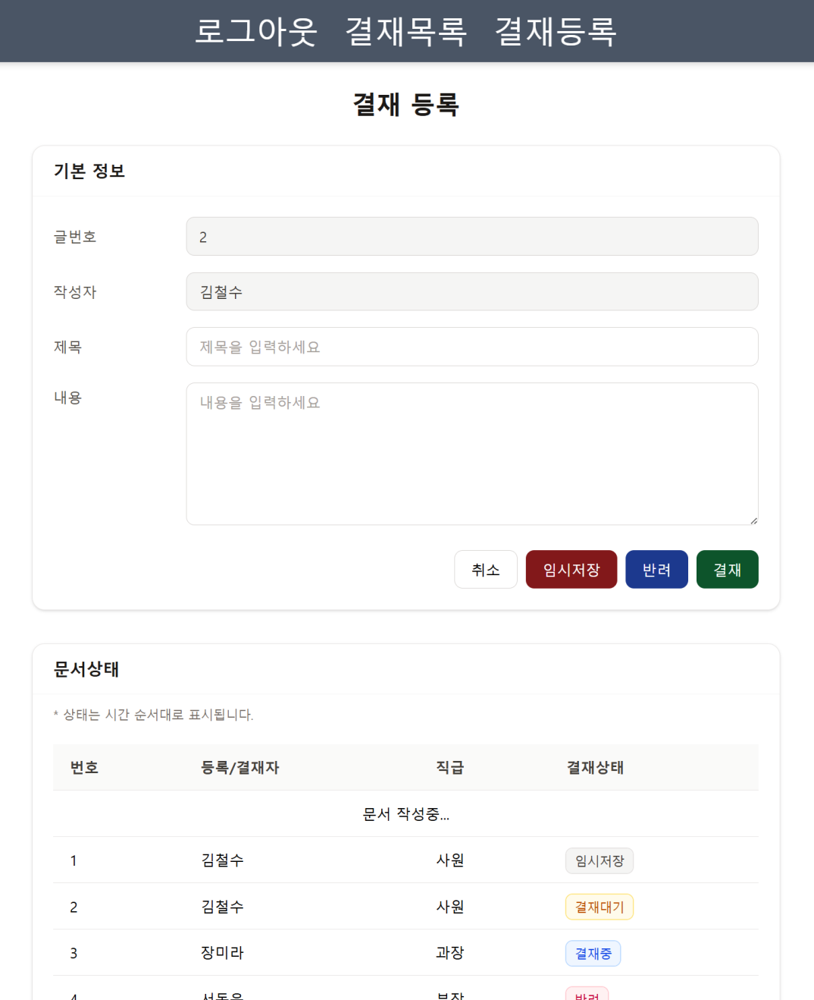 로그아웃 결재목록 결재등록
결재 등록
기본 정보
글번호 2
작성자 김철수
제목 제목을 입력하세요
내용 내용을 입력하세요
취소 임시저장 반려 결재
문서상태
* 상태는 시간 순서대로 표시됩니다.
번호 등록/결재자 직급 결재상태
문서 작성중...
1 김철수 사원 임시저장
2 김철수 사원 결재대기
3 장미라 과장 결재중
4 부장 반려